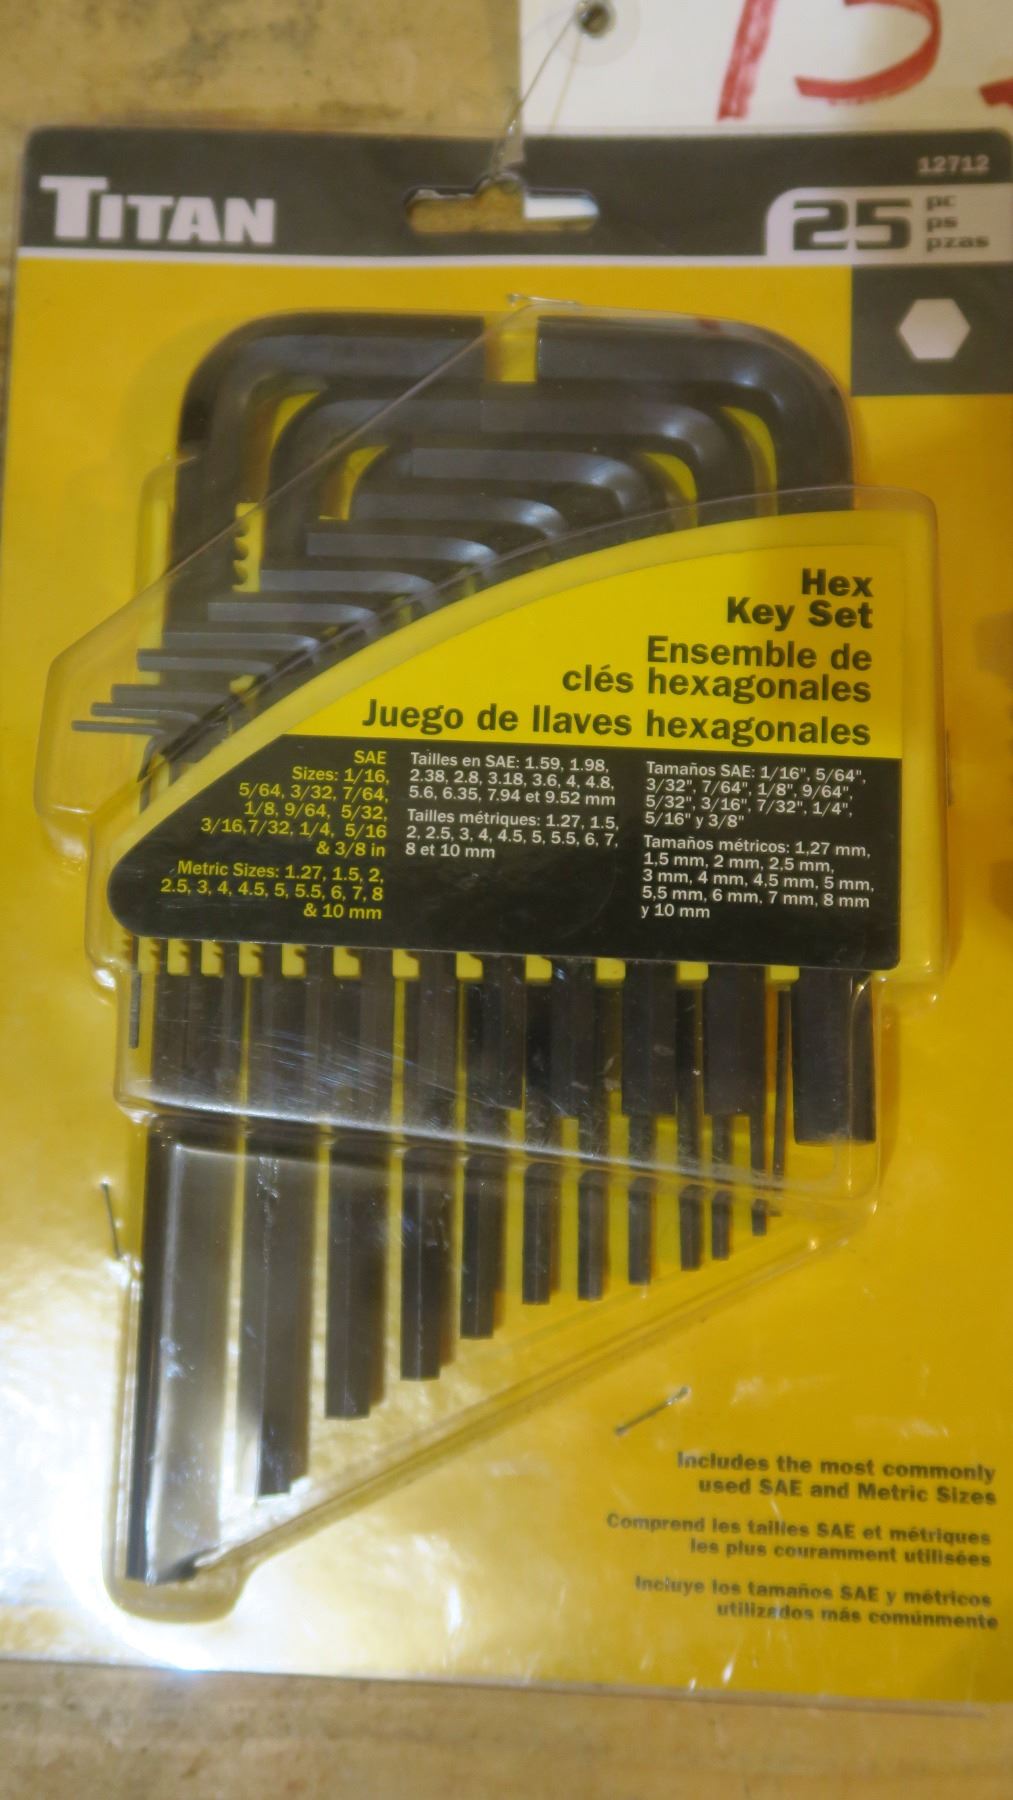 TITAN
12712
25 pc
ps
pzas
Hex
Key Set
Ensemble de
clés hexagonales
Juego de llaves hexagonales
SAE
Sizes: 1/16,
5/64, 3/32, 7/64,
1/8, 9/64, 5/32,
3/16,7/32, 1/4, 5/16
& 3/8 in
Metric Sizes: 1.27, 1.5, 2,
2.5, 3, 4, 4.5, 5, 5.5, 6, 7, 8
& 10 mm
Tailles en SAE: 1.59, 1.98,
2.38, 2.8, 3.18, 3.6, 4, 4.8,
5.6, 6.35, 7.94 et 9.52 mm
Tailles métriques: 1.27, 1.5,
2, 2.5, 3, 4, 4.5, 5, 5.5, 6, 7,
8 et 10 mm
Tamaños SAE: 1/16", 5/64",
3/32", 7/64", 1/8", 9/64",
5/32", 3/16", 7/32", 1/4",
5/16" y 3/8"
Tamaños métricos: 1,27 mm,
1,5 mm, 2 mm, 2,5 mm,
3 mm, 4 mm, 4,5 mm, 5 mm,
5,5 mm, 6 mm, 7 mm, 8 mm
y 10 mm
Includes the most commonly
used SAE and Metric Sizes
Comprend les tailles SAE et métriques
les plus couramment utilisées
Incluye los tamaños SAE y métricos
utilizados más comúnmente